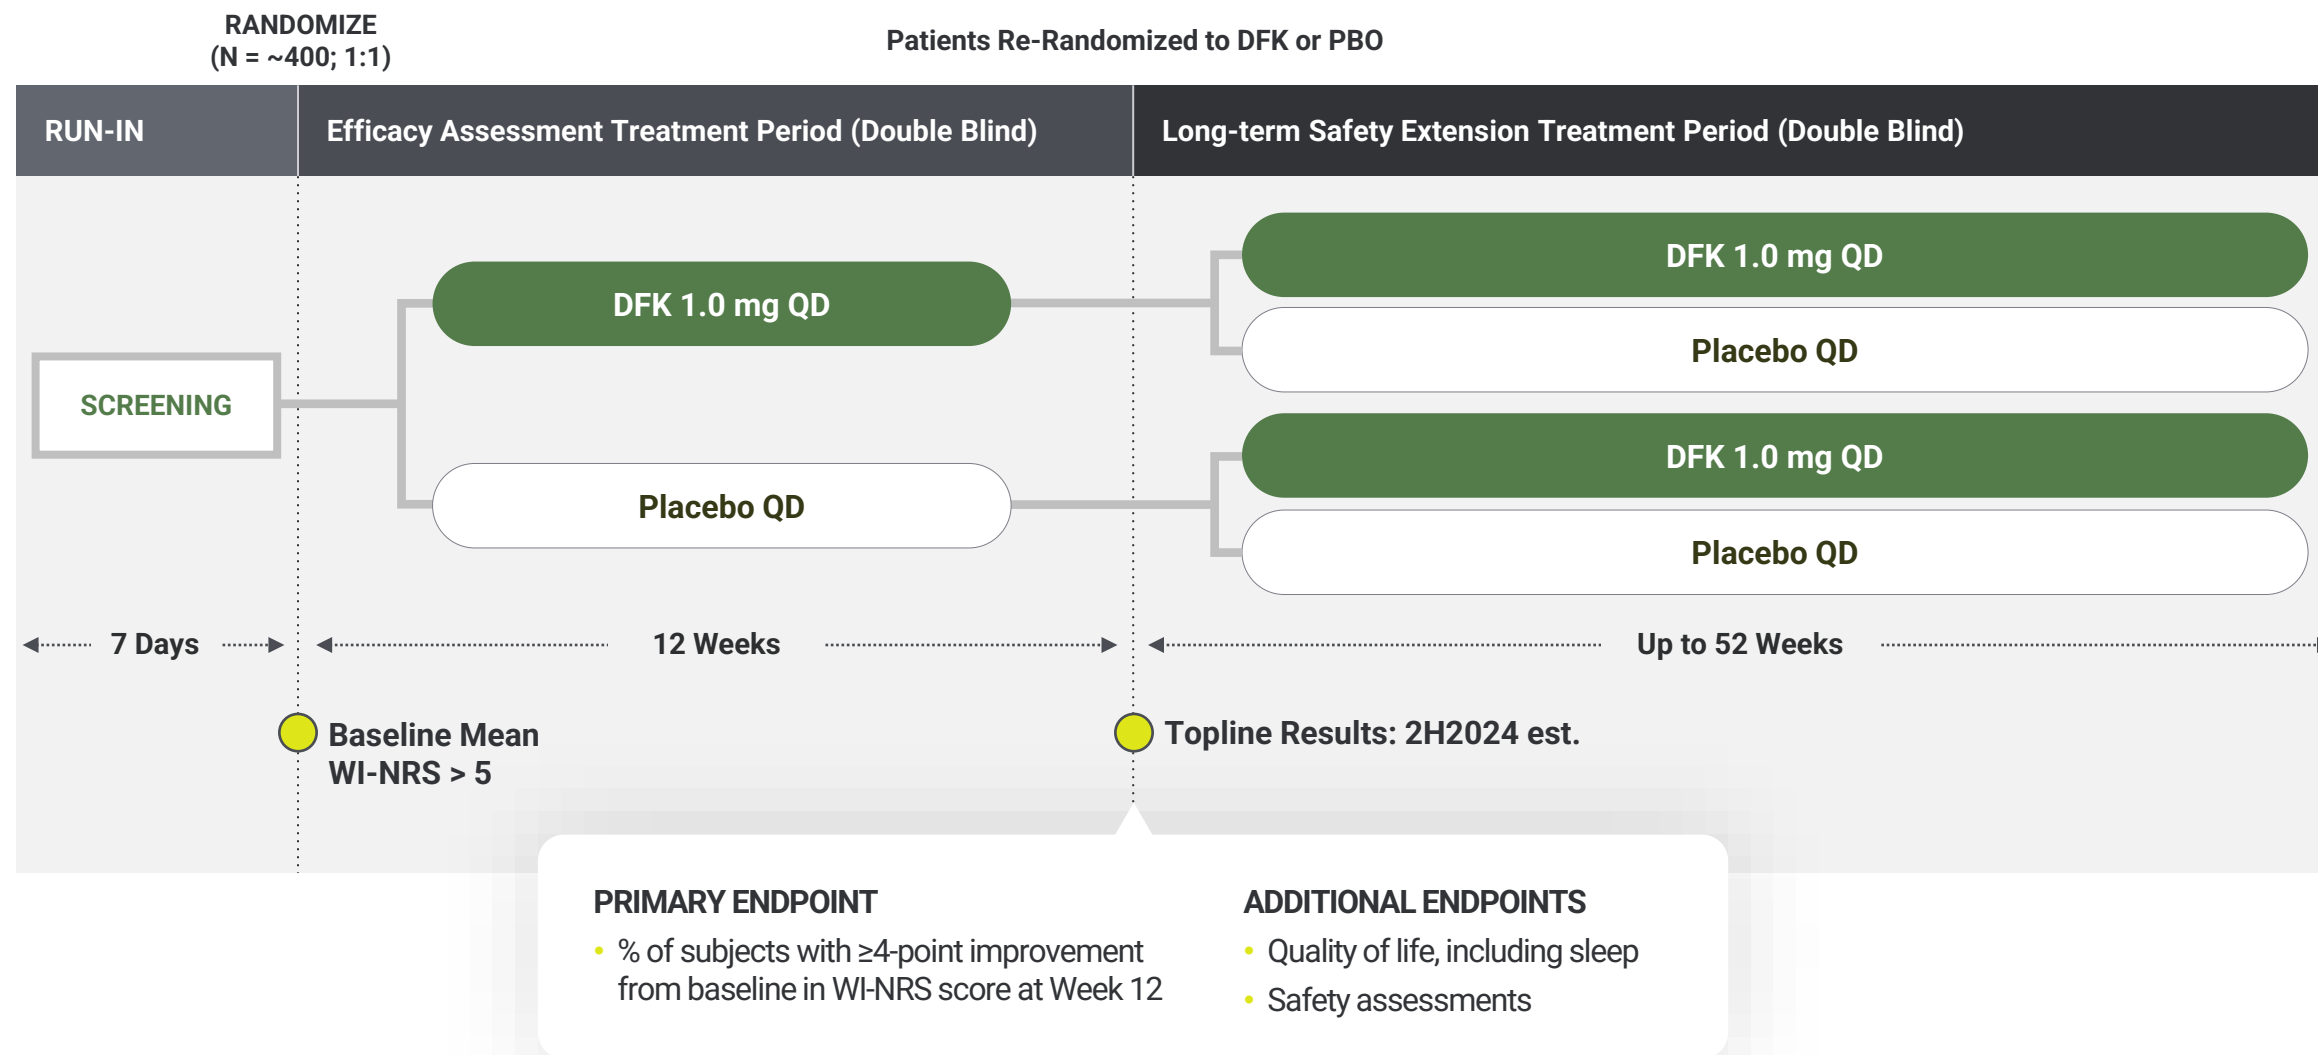 RANDOMIZE
(N = ~400; 1:1)
Patients Re-Randomized to DFK or PBO
RUN-IN
Efficacy Assessment Treatment Period (Double Blind)
Long-term Safety Extension Treatment Period (Double Blind)
SCREENING
DFK 1.0 mg QD
Placebo QD
DFK 1.0 mg QD
Placebo QD
DFK 1.0 mg QD
Placebo QD
7 Days
12 Weeks
Up to 52 Weeks
Baseline Mean
WI-NRS > 5
Topline Results: 2H2024 est.
PRIMARY ENDPOINT
• % of subjects with ≥4-point improvement
from baseline in WI-NRS score at Week 12
ADDITIONAL ENDPOINTS
• Quality of life, including sleep
• Safety assessments